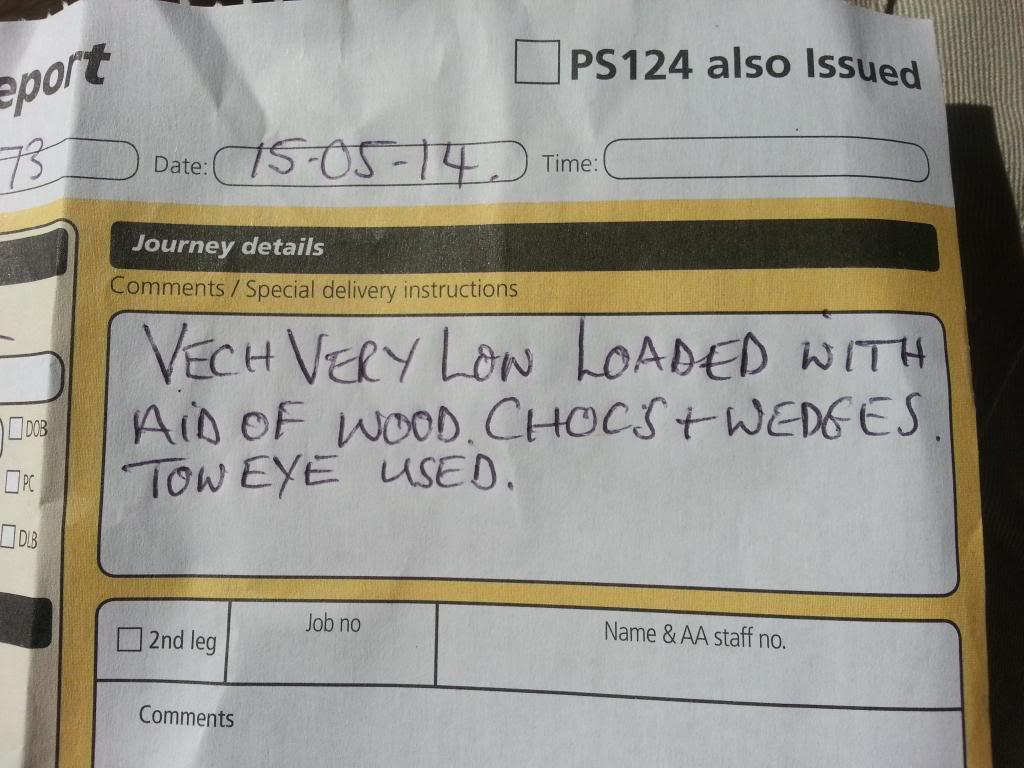 eport
PS124 also Issued
73
Date: 15-05-14.
Time:
Journey details
Comments / Special delivery instructions
VECH VERY LOW LOADED WITH
AID OF WOOD. CHOCS + WEDGES.
TOW EYE USED.
DOB
PC
DLB
2nd leg
Job no
Name & AA staff no.
Comments